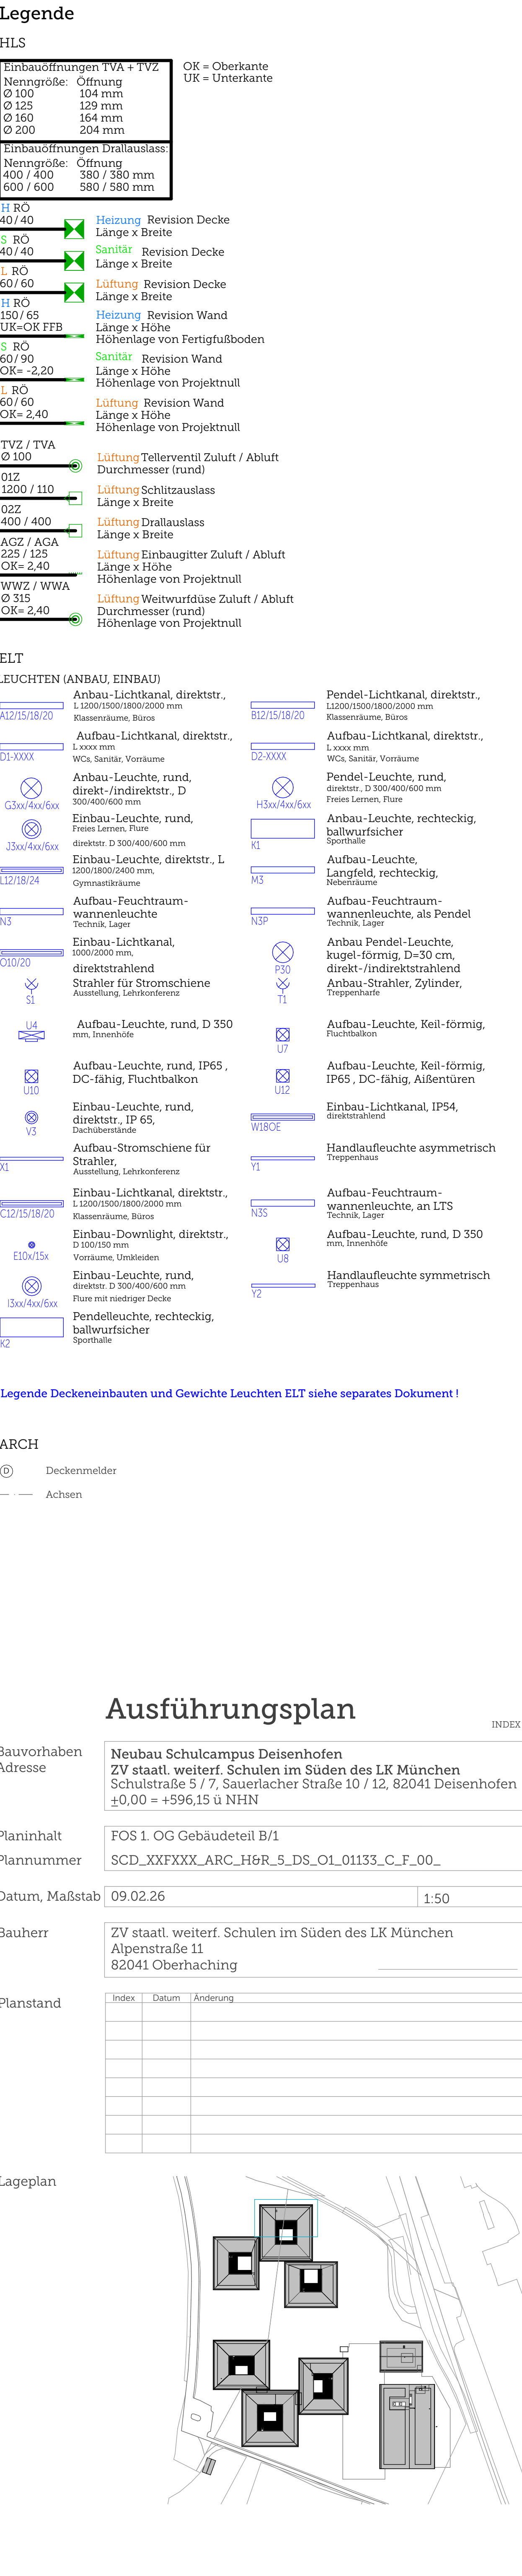 Legende
HLS
Einbauöffnungen TVA + TVZ
Nenngröße: Öffnung
Ø 100 104 mm
Ø 125 129 mm
Ø 160 164 mm
Ø 200 204 mm
OK = Oberkante
UK = Unterkante
Einbauöffnungen Drallauslass:
Nenngröße: Öffnung
400 / 400 380 / 380 mm
600 / 600 580 / 580 mm
H RÖ
40 / 40
Heizung Revision Decke
Länge x Breite
S RÖ
40 / 40
Sanitär Revision Decke
Länge x Breite
L RÖ
60 / 60
Lüftung Revision Decke
Länge x Breite
H RÖ
150 / 65
UK=OK FFB
Heizung Revision Wand
Länge x Höhe
Höhenlage von Fertigfußboden
S RÖ
60 / 90
OK= -2,20
Sanitär Revision Wand
Länge x Höhe
Höhenlage von Projektnull
L RÖ
60 / 60
OK= 2,40
Lüftung Revision Wand
Länge x Höhe
Höhenlage von Projektnull
TVZ / TVA
Ø 100
Lüftung Tellerventil Zuluft / Abluft
Durchmesser (rund)
01Z
1200 / 110
Lüftung Schlitzauslass
Länge x Breite
02Z
400 / 400
Lüftung Drallauslass
Länge x Breite
AGZ / AGA
225 / 125
OK= 2,40
Lüftung Einbaugitter Zuluft / Abluft
Länge x Höhe
Höhenlage von Projektnull
WWZ / WWA
Ø 315
OK= 2,40
Lüftung Weitwurfdüse Zuluft / Abluft
Durchmesser (rund)
Höhenlage von Projektnull
ELT
LEUCHTEN (ANBAU, EINBAU)
A12/15/18/20
Anbau-Lichtkanal, direktstr.,
L 1200/1500/1800/2000 mm
Klassenräume, Büros
B12/15/18/20
Pendel-Lichtkanal, direktstr.,
L1200/1500/1800/2000 mm
Klassenräume, Büros
D1-XXXX
Aufbau-Lichtkanal, direktstr.,
L xxxx mm
WCs, Sanitär, Vorräume
D2-XXXX
Aufbau-Lichtkanal, direktstr.,
L xxxx mm
WCs, Sanitär, Vorräume
G3xx/4xx/6xx
Anbau-Leuchte, rund,
direkt-/indirektstr., D
300/400/600 mm
H3xx/4xx/6xx
Pendel-Leuchte, rund,
direkstr., D 300/400/600 mm
Freies Lernen, Flure
J3xx/4xx/6xx
Einbau-Leuchte, rund,
Freies Lernen, Flure
direktstr. D 300/400/600 mm
K1
Anbau-Leuchte, rechteckig,
ballwurfsicher
Sporthalle
L12/18/24
Einbau-Leuchte, direktstr., L
1200/1800/2400 mm,
Gymnastikräume
M3
Aufbau-Leuchte,
Langfeld, rechteckig,
Nebenräume
N3
Aufbau-Feuchtraum-
wannenleuchte
Technik, Lager
N3P
Aufbau-Feuchtraum-
wannenleuchte, als Pendel
Technik, Lager
O10/20
Einbau-Lichtkanal,
1000/2000 mm,
direktstrahlend
P30
Anbau Pendel-Leuchte,
kugel-förmig, D=30 cm,
direkt-/indirektstrahlend
S1
Strahler für Stromschiene
Ausstellung, Lehrkonferenz
T1
Anbau-Strahler, Zylinder,
Treppenharfe
U4
Aufbau-Leuchte, rund, D 350
mm, Innenhöfe
U7
Aufbau-Leuchte, Keil-förmig,
Fluchtbalkon
U10
Aufbau-Leuchte, rund, IP65 ,
DC-fähig, Fluchtbalkon
U12
Aufbau-Leuchte, Keil-förmig,
IP65 , DC-fähig, Aißentüren
V3
Einbau-Leuchte, rund,
direktstr., IP 65,
Dachüberstände
W18OE
Einbau-Lichtkanal, IP54,
direktstrahlend
X1
Aufbau-Stromschiene für
Strahler,
Ausstellung, Lehrkonferenz
Y1
Handlaufleuchte asymmetrisch
Treppenhaus
C12/15/18/20
Einbau-Lichtkanal, direktstr.,
L 1200/1500/1800/2000 mm
Klassenräume, Büros
N3S
Aufbau-Feuchtraum-
wannenleuchte, an LTS
Technik, Lager
E10x/15x
Einbau-Downlight, direktstr.,
D 100/150 mm
Vorräume, Umkleiden
U8
Aufbau-Leuchte, rund, D 350
mm, Innenhöfe
I3xx/4xx/6xx
Einbau-Leuchte, rund,
direktstr. D 300/400/600 mm
Flure mit niedriger Decke
Y2
Handlaufleuchte symmetrisch
Treppenhaus
K2
Pendelleuchte, rechteckig,
ballwurfsicher
Sporthalle
Legende Deckeneinbauten und Gewichte Leuchten ELT siehe separates Dokument !
ARCH
D Deckenmelder
Achsen
Ausführungsplan
INDEX
Bauvorhaben
Adresse
Neubau Schulcampus Deisenhofen
ZV staatl. weiterf. Schulen im Süden des LK München
Schulstraße 5 / 7, Sauerlacher Straße 10 / 12, 82041 Deisenhofen
±0,00 = +596,15 ü NHN
Planinhalt FOS 1. OG Gebäudeteil B/1
Plannummer SCD_XXFXXX_ARC_H&R_5_DS_O1_01133_C_F_00_
Datum, Maßstab 09.02.26 1:50
Bauherr
ZV staatl. weiterf. Schulen im Süden des LK München
Alpenstraße 11
82041 Oberhaching
Planstand
Index Datum Änderung
Lageplan